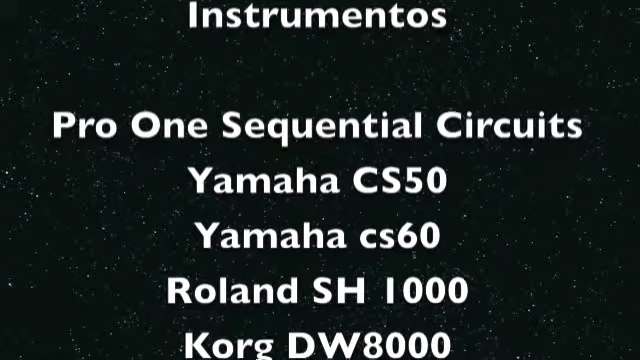 Instrumentos
Pro One Sequential Circuits
Yamaha CS50
Yamaha cs60
Roland SH 1000
Korg DW8000